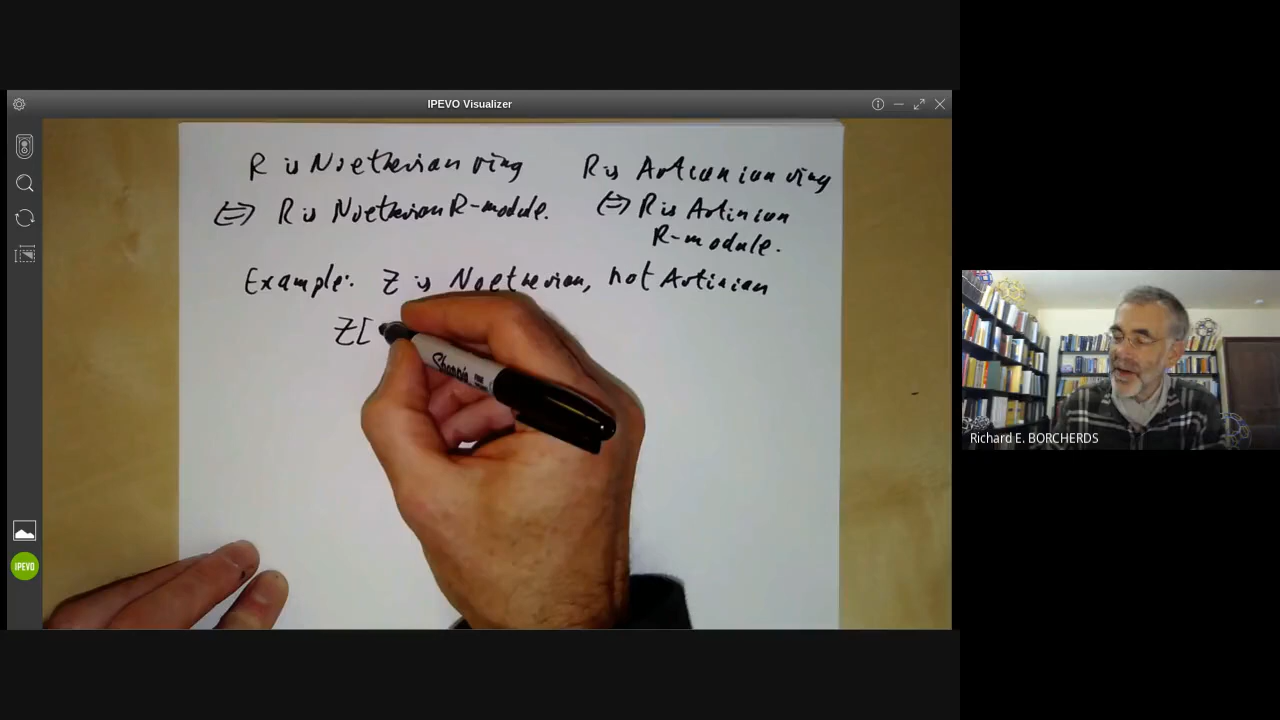 IPEVO Visualizer
R is Noetherian ring
R is Artianian ring
⇔ R is Noetherian R-module.
⇔ R is Artinian
R-module.
Example: Z is Noetherian, not Artinian
Z[
Sharpie
Richard E. BORCHERDS
IPEVO